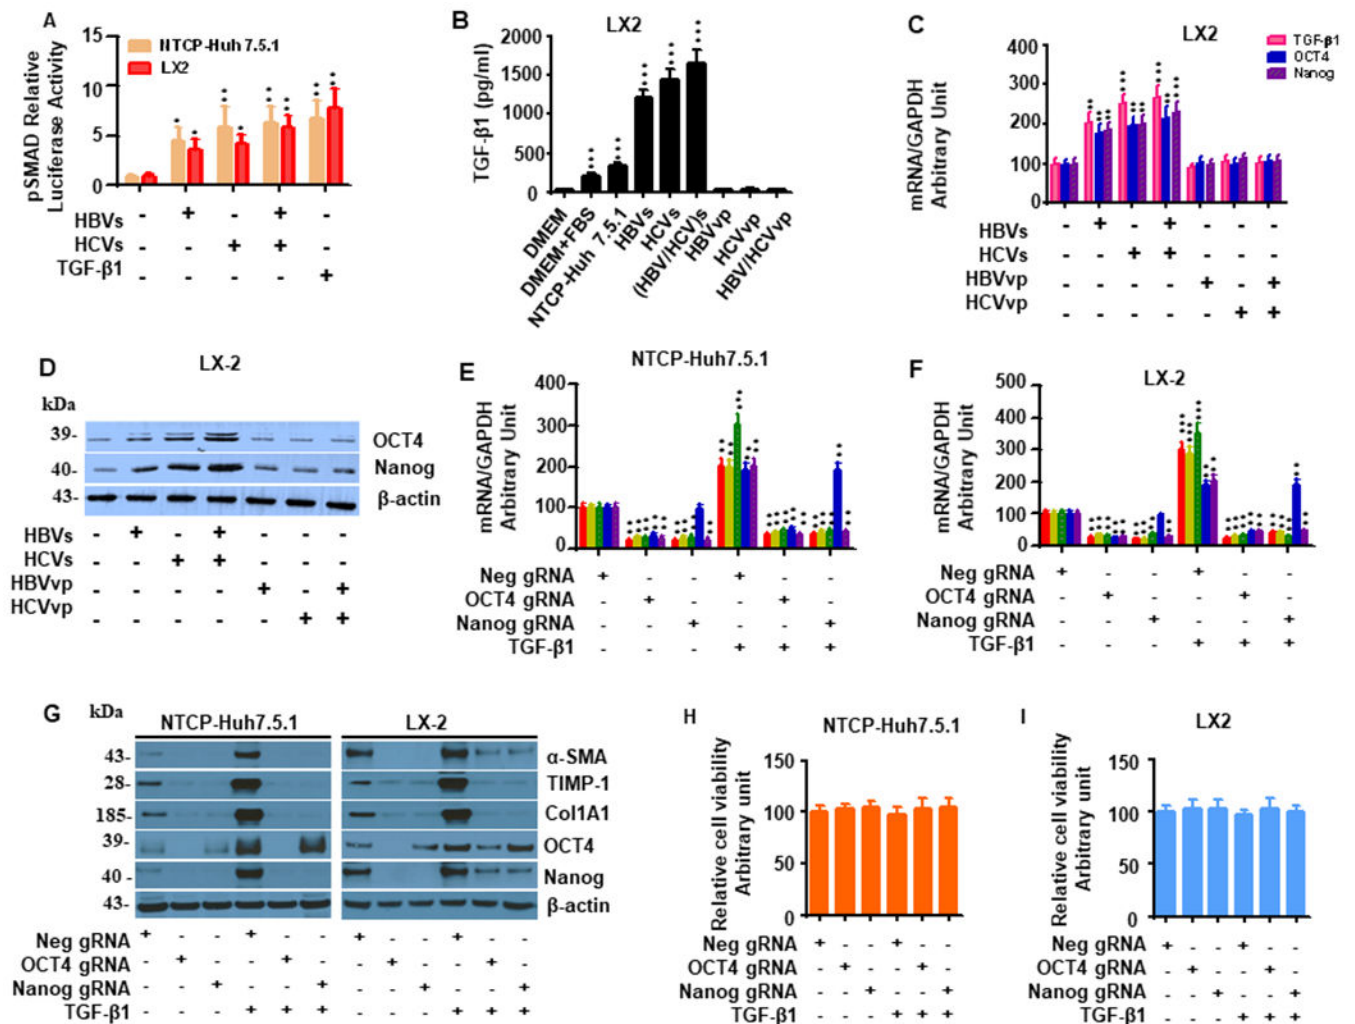 A
pSMAD Relative
Luciferase Activity
15
10
5
0
NTCP-Huh 7.5.1
LX2
HBVs - + - + -
HCVs - - + + -
TGF-β1 - - - - +
B
LX2
TGF-β1 (pg/ml)
2000
1500
1000
500
0
DMEM
DMEM+FBS
NTCP-Huh 7.5.1
HBVs
HCVs
(HBV/HCV)s
HBVvp
HCVvp
HBV/HCVvp
C
LX2
mRNA/GAPDH
Arbitrary Unit
400
300
200
100
0
TGF-β1
OCT4
Nanog
HBVs - + - + - - -
HCVs - - + + - - -
HBVvp - - - - + - +
HCVvp - - - - - + +
D
LX-2
kDa
39- OCT4
40- Nanog
43- β-actin
HBVs - + - + - - -
HCVs - - + + - - -
HBVvp - - - - + - +
HCVvp - - - - - + +
E
NTCP-Huh7.5.1
mRNA/GAPDH
Arbitrary Unit
400
300
200
100
0
Neg gRNA + - - + - -
OCT4 gRNA - + - - + -
Nanog gRNA - - + - - +
TGF-β1 - - - + + +
F
LX-2
mRNA/GAPDH
Arbitrary Unit
500
400
300
200
100
0
Neg gRNA + - - + - -
OCT4 gRNA - + - - + -
Nanog gRNA - - + - - +
TGF-β1 - - - + + +
G
kDa
NTCP-Huh7.5.1 LX-2
43- α-SMA
28- TIMP-1
185- Col1A1
39- OCT4
40 - Nanog
43- β-actin
Neg gRNA + - - + - - + - - + - -
OCT4 gRNA - + - - + - - + - - + -
Nanog gRNA - - + - - + - - + - - +
TGF-β1 - - - + + + - - - + + +
H
NTCP-Huh7.5.1
Relative cell viability
Arbitrary unit
150
100
50
0
Neg gRNA + - - + - -
OCT4 gRNA - + - - + -
Nanog gRNA - - + - - +
TGF-β1 - - - + + +
I
LX2
Relative cell viability
Arbitrary unit
150
100
50
0
Neg gRNA + - - + - -
OCT4 gRNA - + - - + -
Nanog gRNA - - + - - +
TGF-β1 - - - + + +